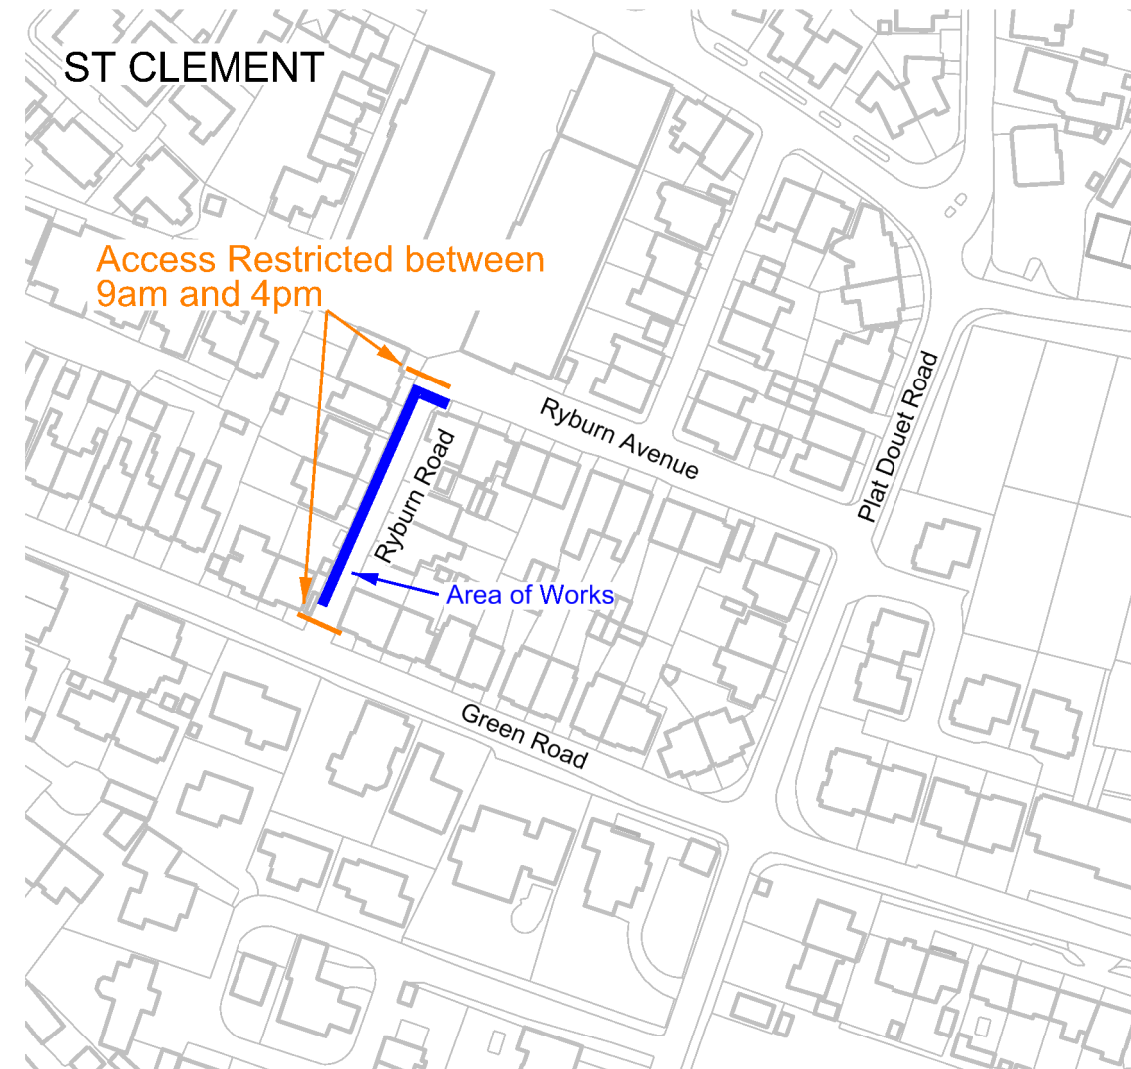 ST CLEMENT
Access Restricted between
9am and 4pm
Ryburn Avenue
Plat Douet Road
Ryburn Road
Area of Works
Green Road